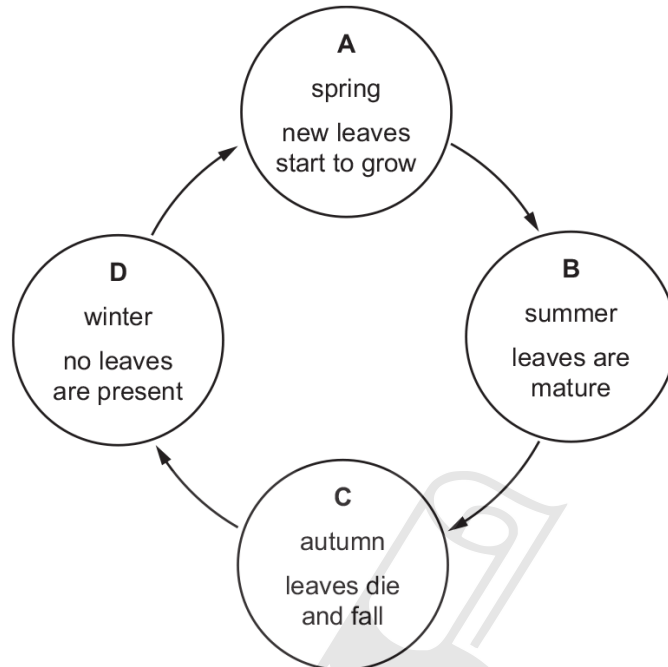 A
spring
new leaves
start to grow
B
summer
leaves are
mature
C
autumn
leaves die
and fall
D
winter
no leaves
are present